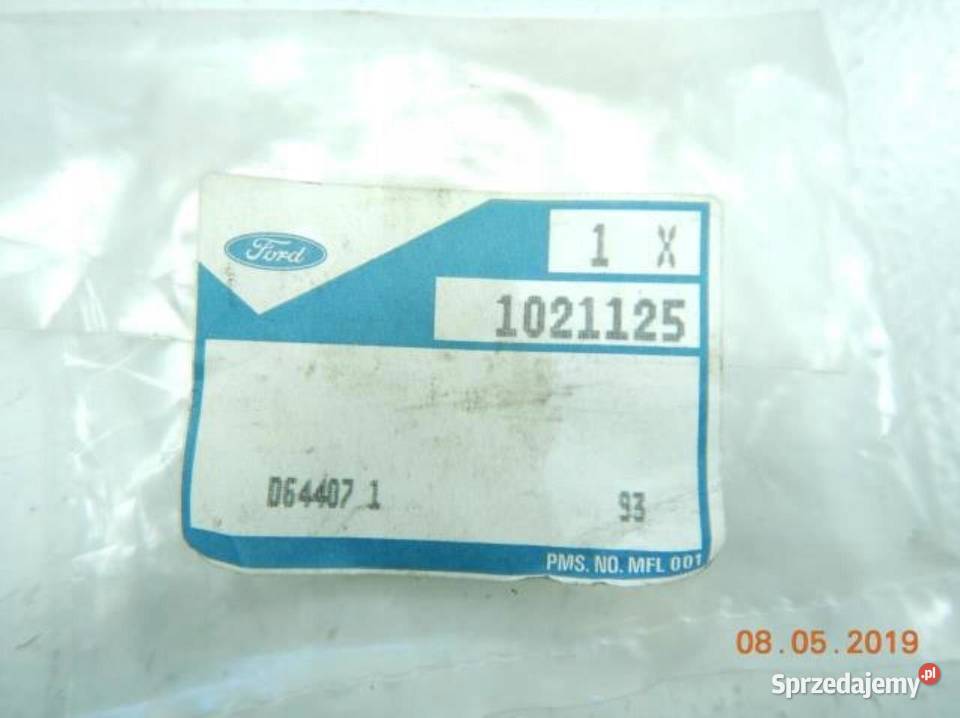 Ford
1 X
1021125
D64407 1
93
PMS. NO. MFL 001
08.05.2019
Sprzedajemy.pl